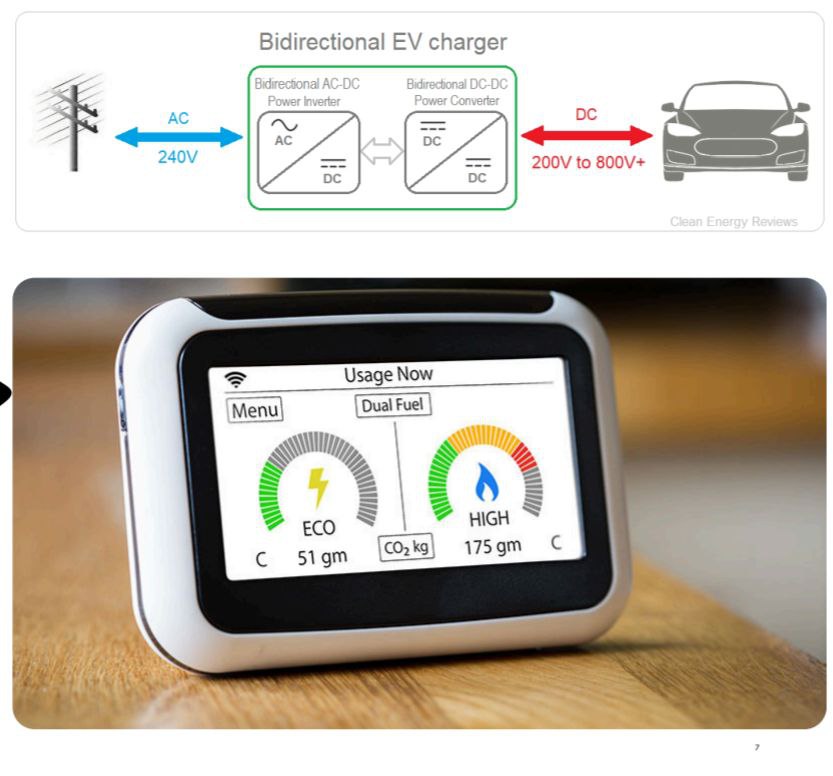 Bidirectional EV charger
Bidirectional AC-DC
Power Inverter
Bidirectional DC-DC
Power Converter
AC
240V
AC
DC
DC
DC
DC
200V to 800V+
Clean Energy Reviews
Usage Now
Menu
Dual Fuel
ECO
HIGH
C
51 gm
CO₂ kg
175 gm
C
7